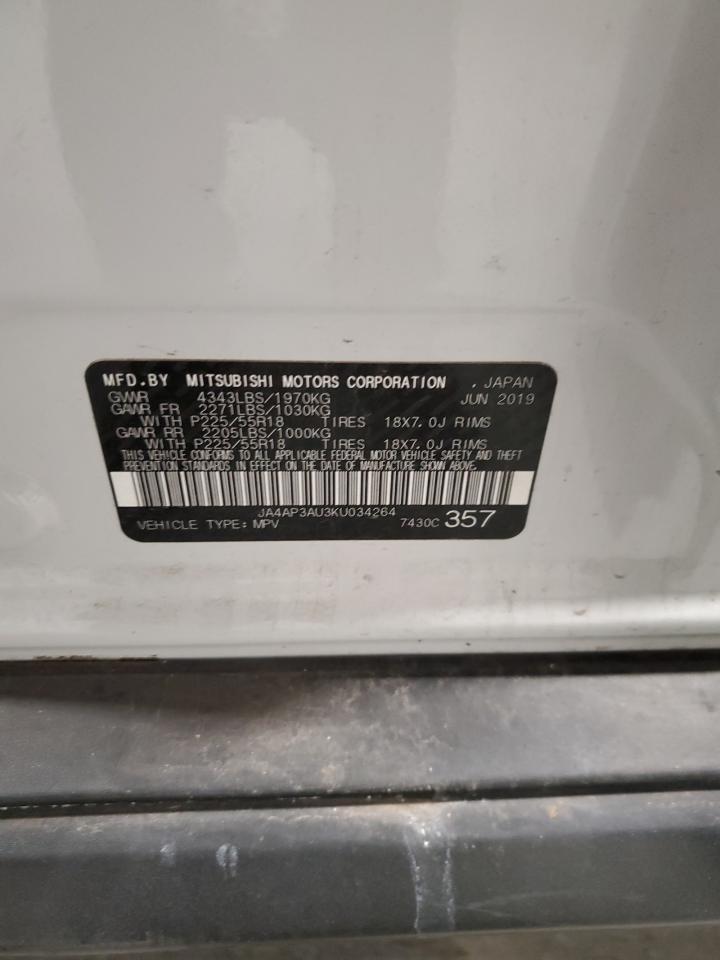 MFD.BY MITSUBISHI MOTORS CORPORATION , JAPAN
GVWR 4343LBS/1970KG JUN 2019
GAWR FR 2271LBS/1030KG
WITH P225/55R18 TIRES 18X7.0J RIMS
GAWR RR 2205LBS/1000KG
WITH P225/55R18 TIRES 18X7.0J RIMS
THIS VEHICLE CONFORMS TO ALL APPLICABLE FEDERAL MOTOR VEHICLE SAFETY AND THEFT
PREVENTION STANDARDS IN EFFECT ON THE DATE OF MANUFACTURE SHOWN ABOVE.
JA4AP3AU3KU034264
VEHICLE TYPE: MPV 7430C 357